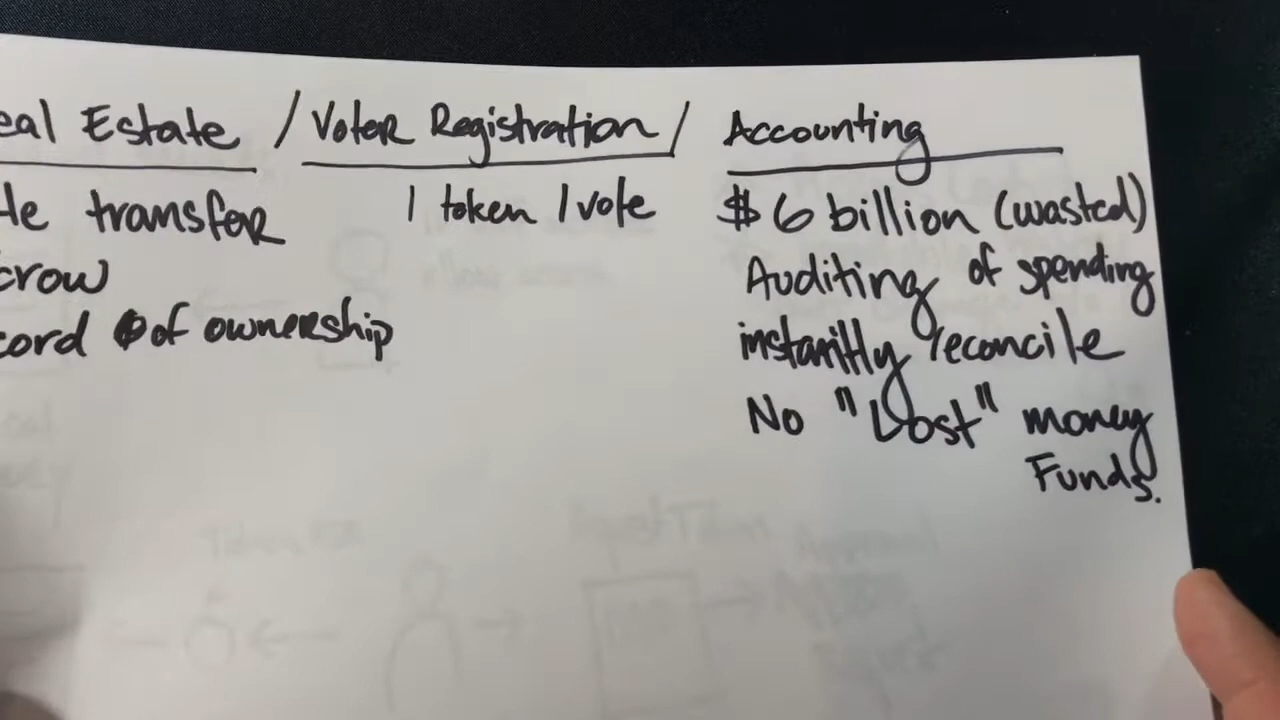 eal Estate / Voter Registration / Accounting
le transfer
crow
cord of ownership
1 token 1 vote
$6 billion (wasted)
Auditing of spending
instantly reconcile
No "Lost" money
Funds.